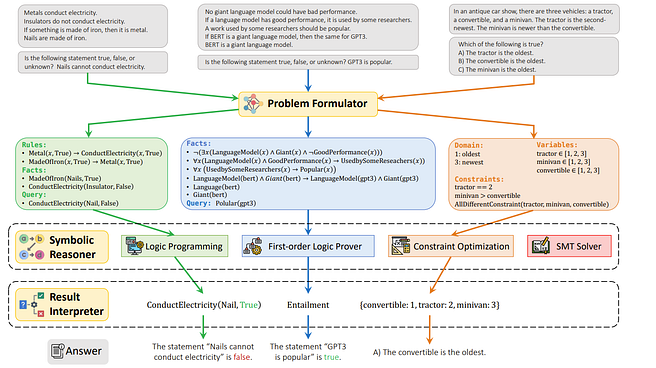 Metals conduct electricity.
Insulators do not conduct electricity.
If something is made of iron, then it is metal.
Nails are made of iron.
Is the following statement true, false, or
unknown? Nails cannot conduct electricity.
No giant language model could have bad performance.
If a language model has good performance, it is used by some researchers.
A work used by some researchers should be popular.
If BERT is a giant language model, then the same for GPT3.
BERT is a giant language model.
Is the following statement true, false, or unknown? GPT3 is popular.
In an antique car show, there are three vehicles: a tractor,
a convertible, and a minivan. The tractor is the second-
newest. The minivan is newer than the convertible.
Which of the following is true?
A) The tractor is the oldest.
B) The convertible is the oldest.
C) The minivan is the oldest.
Problem Formulator
Rules:
• Metal(x, True) → ConductElectricity(x, True)
• MadeOfIron(x, True) → Metal(x, True)
Facts:
• MadeOfIron(Nails, True)
• ConductElectricity(Insulator, False)
Query:
• ConductElectricity(Nail, False)
Facts:
• ¬(∃x(LanguageModel(x) ∧ Giant(x) ∧ ¬GoodPerformance(x)))
• ∀x(LanguageModel(x) ∧ GoodPerformance(x) → UsedbySomeReseachers(x))
• ∀x (UsedbySomeResearchers(x) → Popular(x))
• LanguageModel(bert) ∧ Giant(bert) → LanguageModel(gpt3) ∧ Giant(gpt3)
• Language(bert)
• Giant(bert)
Query: Polular(gpt3)
Domain:
1: oldest
3: newest
Variables:
tractor ∈ [1, 2, 3]
minivan ∈ [1, 2, 3]
convertible ∈ [1, 2, 3]
Constraints:
tractor == 2
minivan > convertible
AllDifferentConstraint(tractor, minivan, convertible)
Symbolic
Reasoner
a b
c d
Logic Programming
First-order Logic Prover
Constraint Optimization
SMT Solver
Result
Interpreter
ConductElectricity(Nail, True)
Entailment
{convertible: 1, tractor: 2, minivan: 3}
Answer
The statement “Nails cannot
conduct electricity” is false.
The statement “GPT3
is popular” is true.
A) The convertible is the oldest.